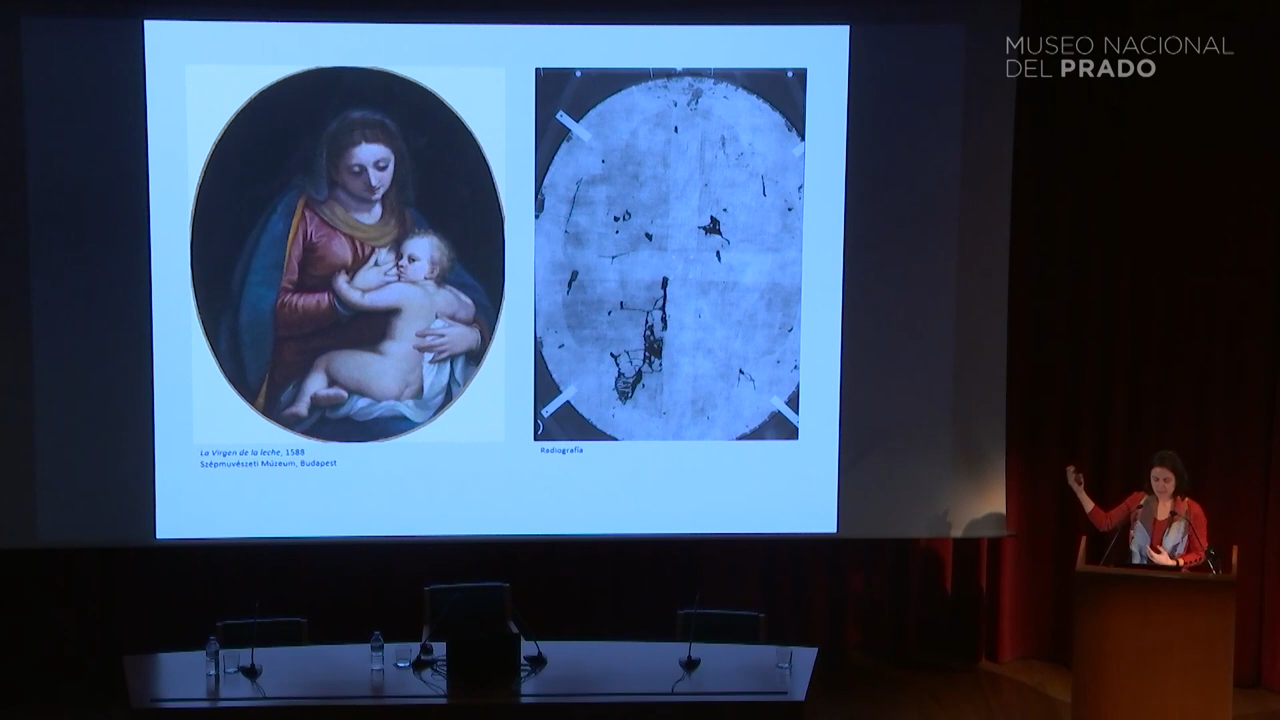 MUSEO NACIONAL
DEL PRADO
La Virgen de la leche, 1588
Szépmuvészeti Múzeum, Budapest
Radiografía